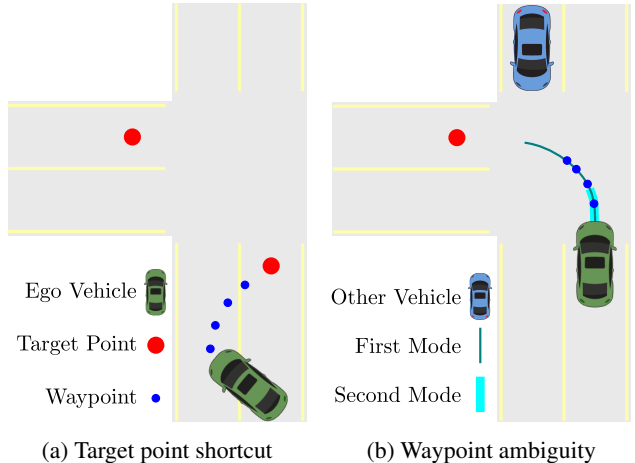 Ego Vehicle
Target Point
Waypoint
Other Vehicle
First Mode
Second Mode
(a) Target point shortcut
(b) Waypoint ambiguity